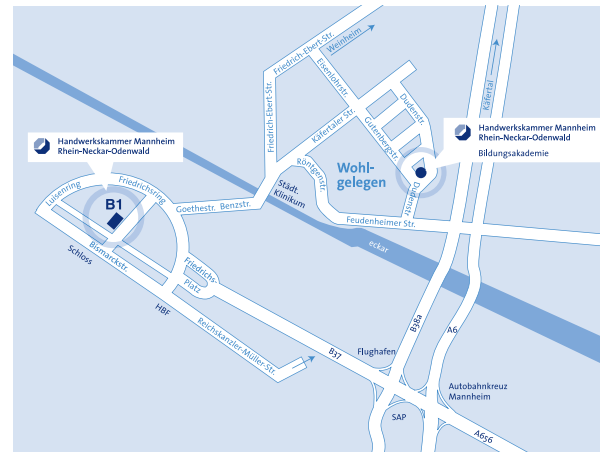 Friedrich-Ebert-Str.
Weinheim
Eisenlohrstr.
Friedrich-Ebert-Str.
Käfertaler Str.
Dudenstr.
Gutenbergstr.
Käfertal
Handwerkskammer Mannheim
Rhein-Neckar-Odenwald
Bildungsakademie
Handwerkskammer Mannheim
Rhein-Neckar-Odenwald
Wohl-
gelegen
Röntgenstr.
Städt.
Klinikum
Dudenstr
Feudenheimer Str.
Luisenring
Friedrichsring
B1
Goethestr.
Benzstr.
eckar
Schloss
Bismarckstr.
Friedrichs-
Platz
HBF
Reichskanzler-Müller-Str.
B37
B38a
A6
Flughafen
Autobahnkreuz
Mannheim
SAP
A656